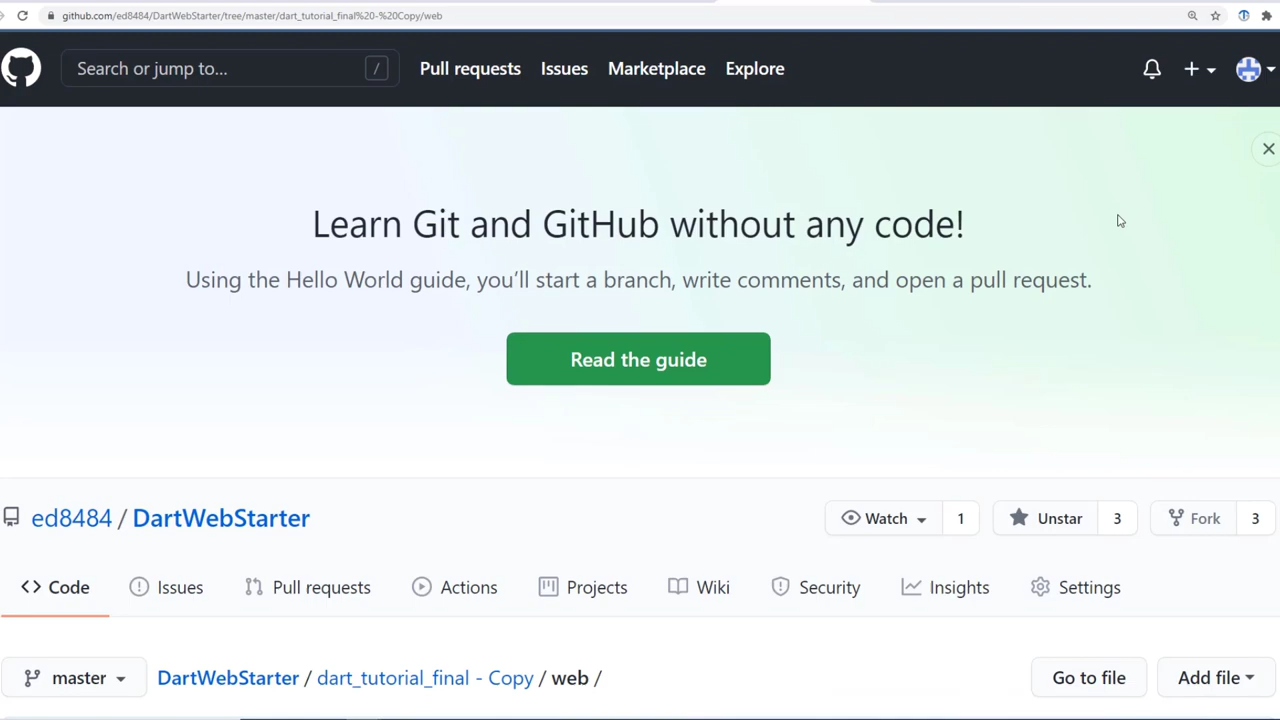 github.com/ed8484/DartWebStarter/tree/master/dart_tutorial_final%20-%20Copy/web
Search or jump to... / Pull requests Issues Marketplace Explore
Learn Git and GitHub without any code!
Using the Hello World guide, you’ll start a branch, write comments, and open a pull request.
Read the guide
ed8484 / DartWebStarter Watch 1 Unstar 3 Fork 3
Code Issues Pull requests Actions Projects Wiki Security Insights Settings
master DartWebStarter / dart_tutorial_final - Copy / web / Go to file Add file